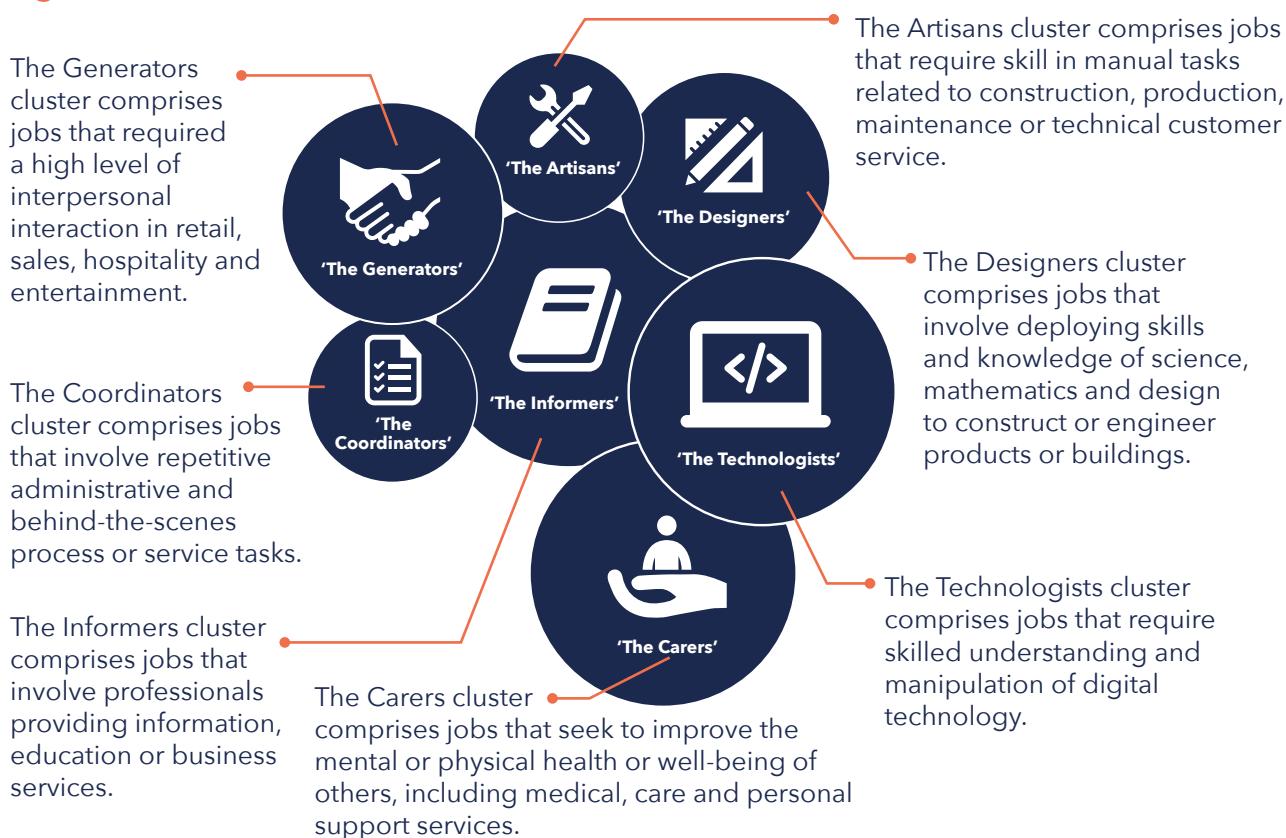 The Artisans cluster comprises jobs
that require skill in manual tasks
related to construction, production,
maintenance or technical customer
service.
The Generators
cluster comprises
jobs that required
a high level of
interpersonal
interaction in retail,
sales, hospitality and
entertainment.
'The Artisans'
'The Designers'
'The Generators'
The Designers cluster
comprises jobs that
involve deploying skills
and knowledge of science,
mathematics and design
to construct or engineer
products or buildings.
The Coordinators
cluster comprises jobs
that involve repetitive
administrative and
behind-the-scenes
process or service tasks.
'The
Coordinators'
'The Informers'
'The Technologists'
The Technologists cluster
comprises jobs that require
skilled understanding and
manipulation of digital
technology.
The Informers cluster
comprises jobs that
involve professionals
providing information,
education or business
services.
'The Carers'
The Carers cluster
comprises jobs that seek to improve the
mental or physical health or well-being of
others, including medical, care and personal
support services.